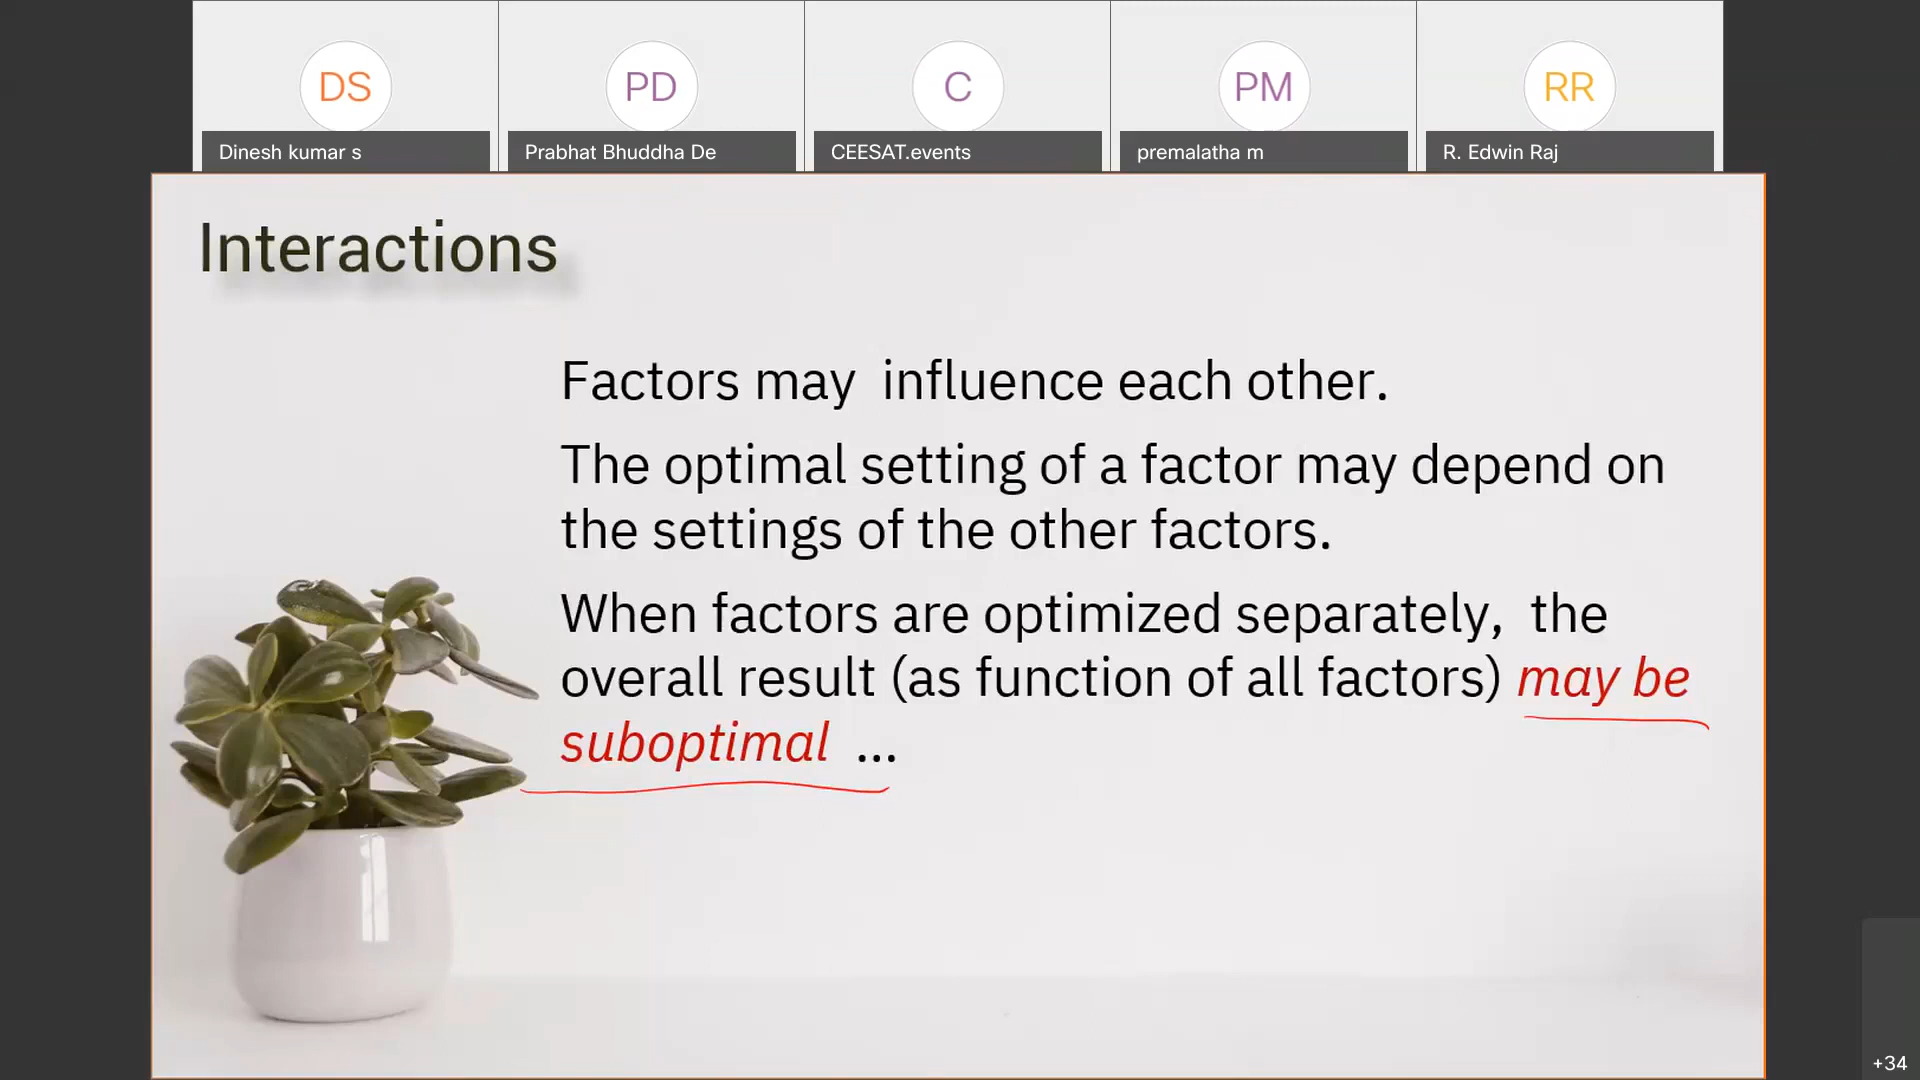 DS
PD
C
PM
RR
Dinesh kumar s
Prabhat Bhuddha De
CEESAT.events
premalatha m
R. Edwin Raj
Interactions
Factors may influence each other.
The optimal setting of a factor may depend on
the settings of the other factors.
When factors are optimized separately, the
overall result (as function of all factors) may be
suboptimal ...
+34